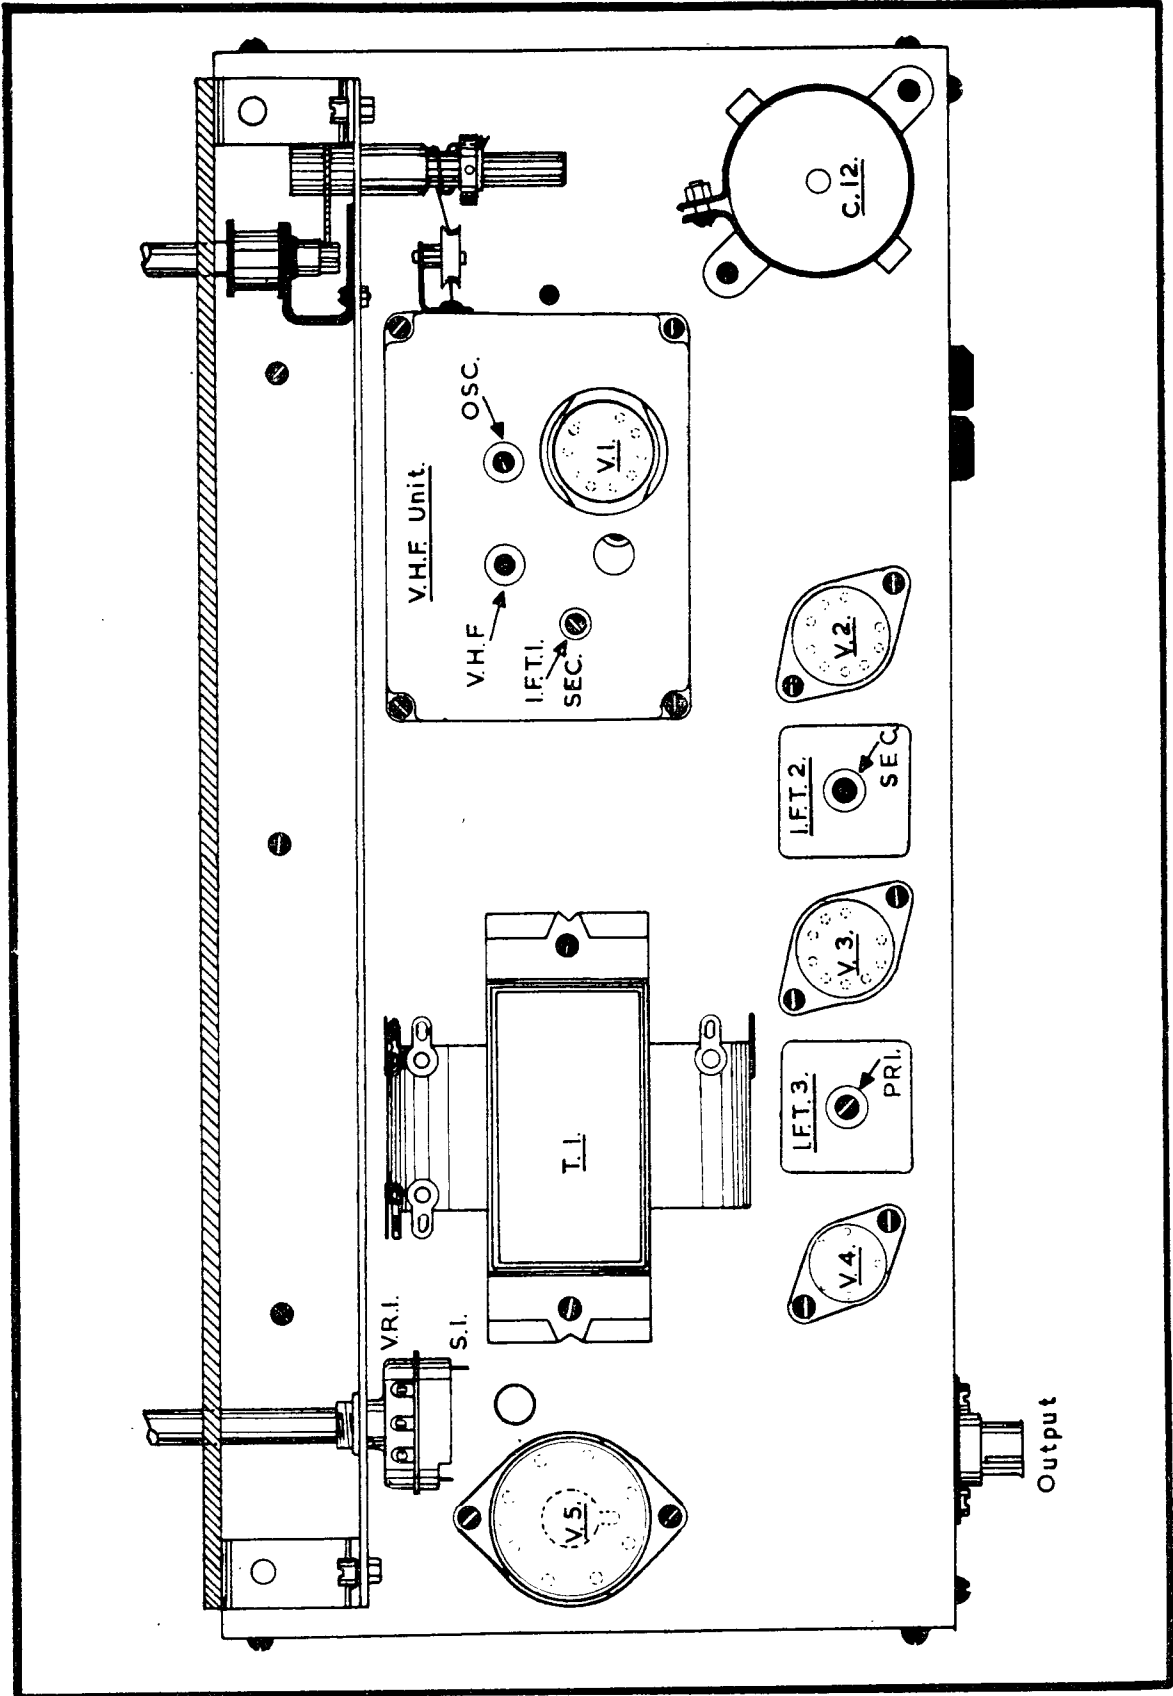 V.R.1.
S.1.
V.5.
T.1.
V.H.F. Unit.
V.H.F
OSC.
I.F.T.1.
SEC.
V.1.
C.12.
V.4.
I.F.T.3.
PRI.
V.3.
I.F.T.2.
SEC.
V.2.
Output